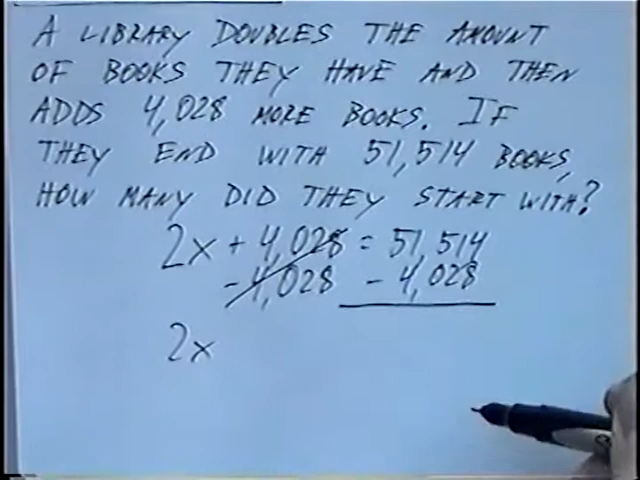 A LIBRARY DOUBLES THE AMOUNT
OF BOOKS THEY HAVE AND THEN
ADDS 4,028 MORE BOOKS. IF
THEY END WITH 51,514 BOOKS,
HOW MANY DID THEY START WITH?
2x + 4,028 = 51,514
- 4,028 - 4,028
2x